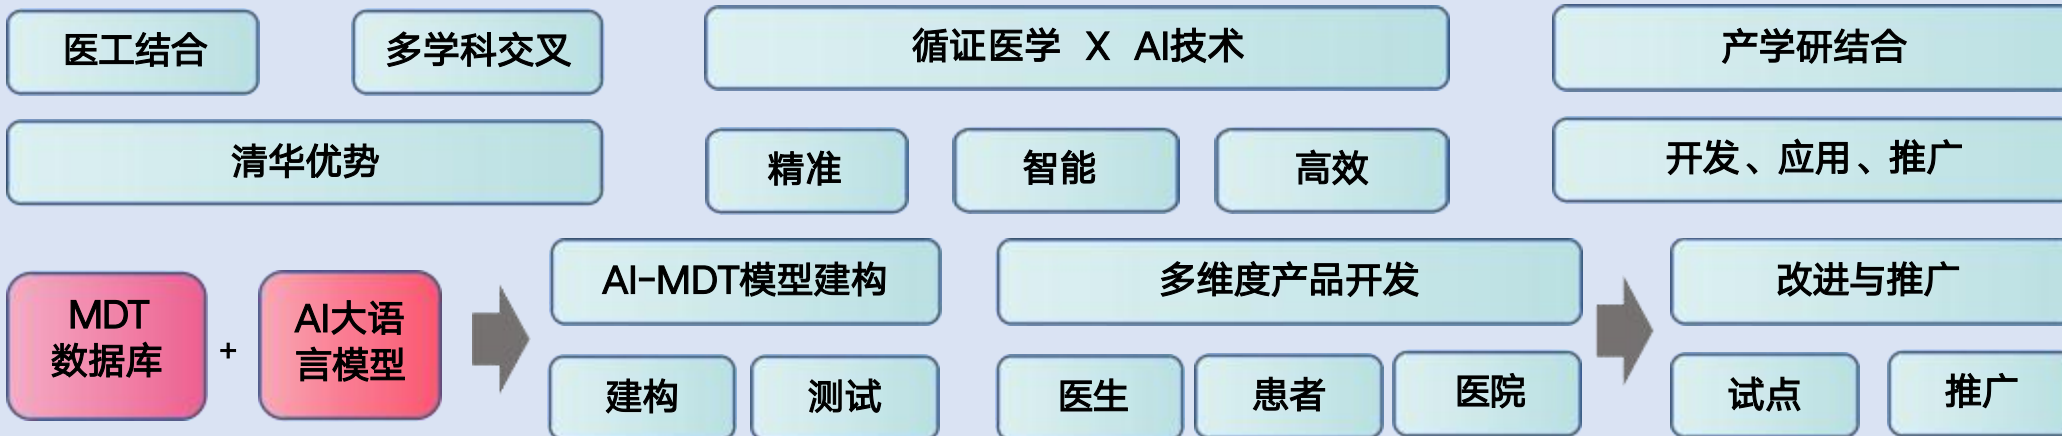 医工结合
多学科交叉
循证医学 X AI技术
产学研结合
清华优势
精准
智能
高效
开发、应用、推广
MDT
数据库
+
AI大语
言模型
AI-MDT模型建构
多维度产品开发
改进与推广
建构
测试
医生
患者
医院
试点
推广